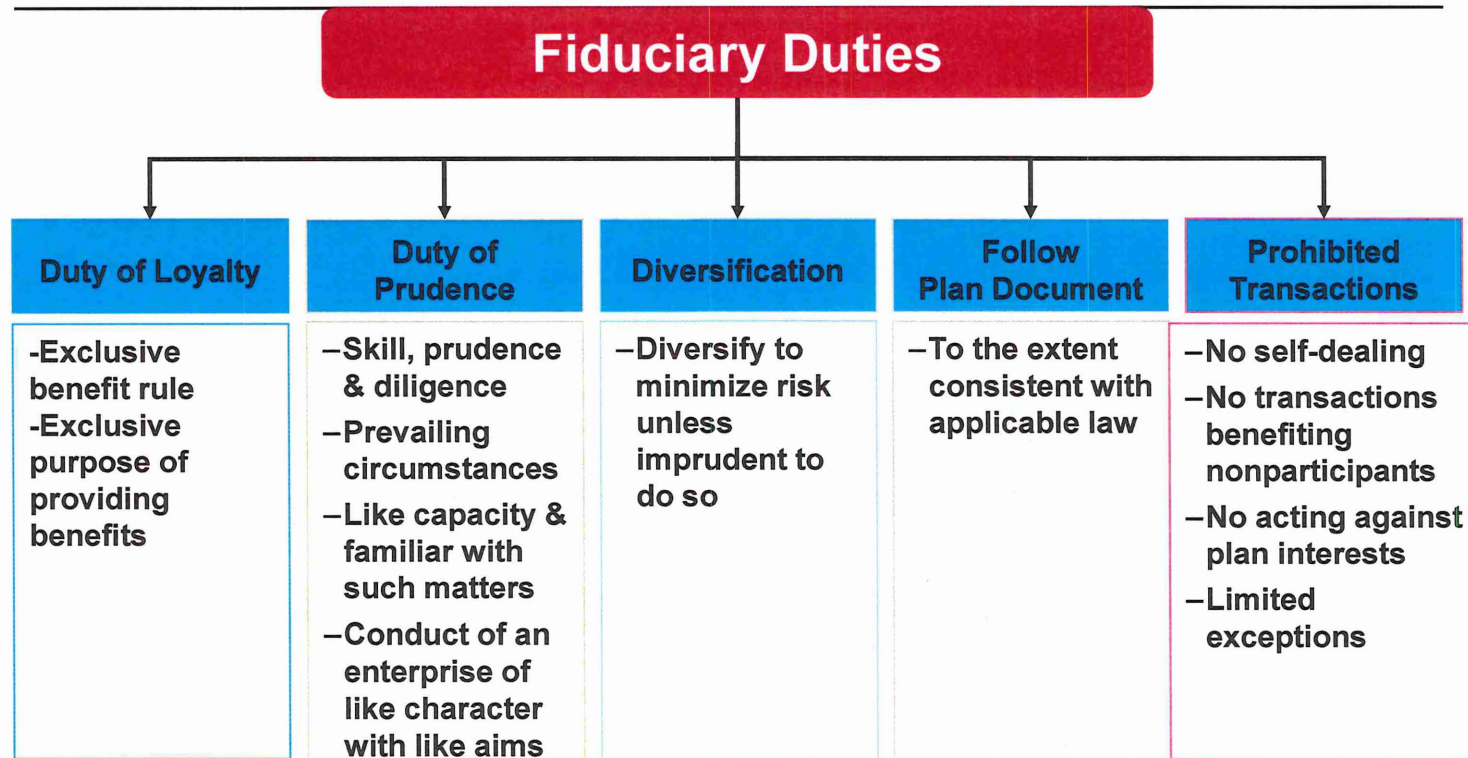 Fiduciary Duties
Duty of Loyalty
-Exclusive
benefit rule
-Exclusive
purpose of
providing
benefits
Duty of
Prudence
–Skill, prudence
& diligence
–Prevailing
circumstances
–Like capacity &
familiar with
such matters
–Conduct of an
enterprise of
like character
with like aims
Diversification
–Diversify to
minimize risk
unless
imprudent to
do so
Follow
Plan Document
–To the extent
consistent with
applicable law
Prohibited
Transactions
–No self-dealing
–No transactions
benefiting
nonparticipants
–No acting against
plan interests
–Limited
exceptions